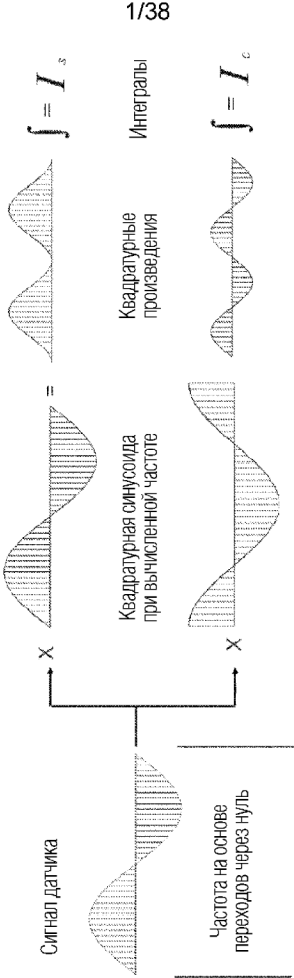 1/38
Сигнал датчика
Частота на основе
переходов через нуль
X
X
=
Квадратурная синусоида
при вычисленной частоте
Квадратурные
произведения
∫ = I s
Интегралы
∫ = I c